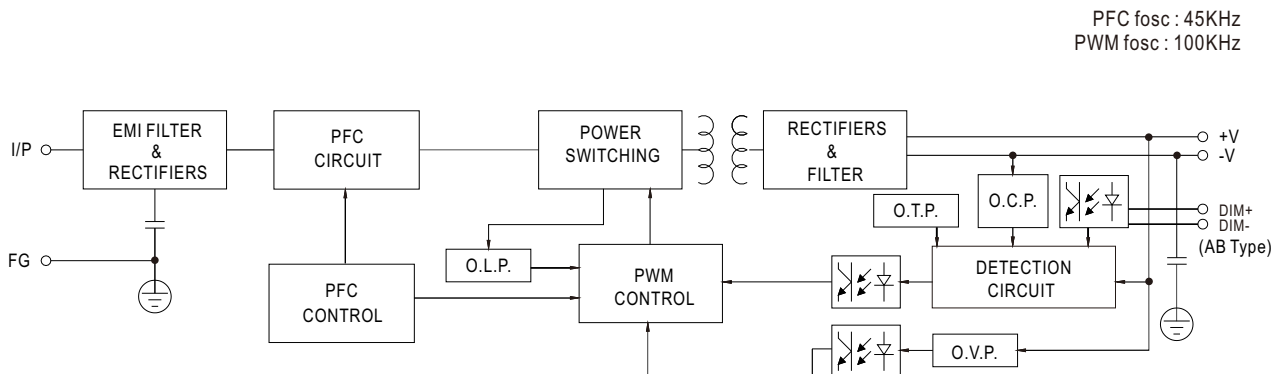 PFC fosc : 45KHz
PWM fosc : 100KHz
I/P
EMI FILTER
&
RECTIFIERS
PFC
CIRCUIT
POWER
SWITCHING
RECTIFIERS
&
FILTER
+V
-V
O.T.P.
O.C.P.
DIM+
DIM-
(AB Type)
FG
O.L.P.
PFC
CONTROL
PWM
CONTROL
DETECTION
CIRCUIT
O.V.P.